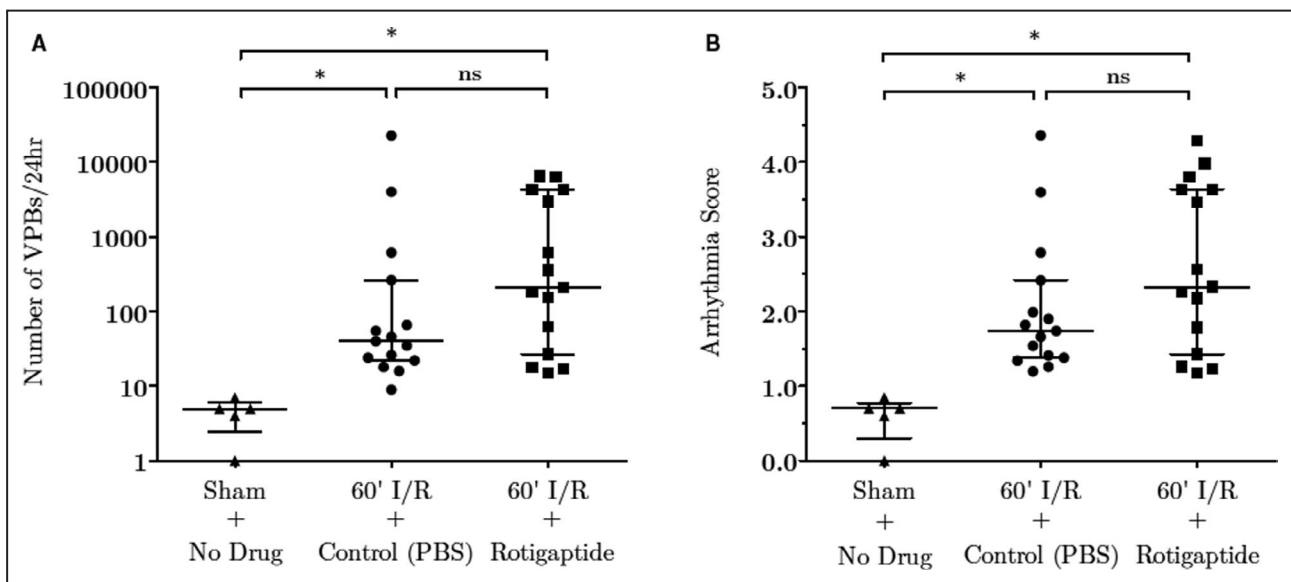 A
*
*
ns
Number of VPBs/24hr
100000
10000
1000
100
10
1
Sham
+
No Drug
60' I/R
+
Control (PBS)
60' I/R
+
Rotigaptide
B
*
*
ns
Arrhythmia Score
5.0
4.0
3.0
2.0
1.0
0.0
Sham
+
No Drug
60' I/R
+
Control (PBS)
60' I/R
+
Rotigaptide